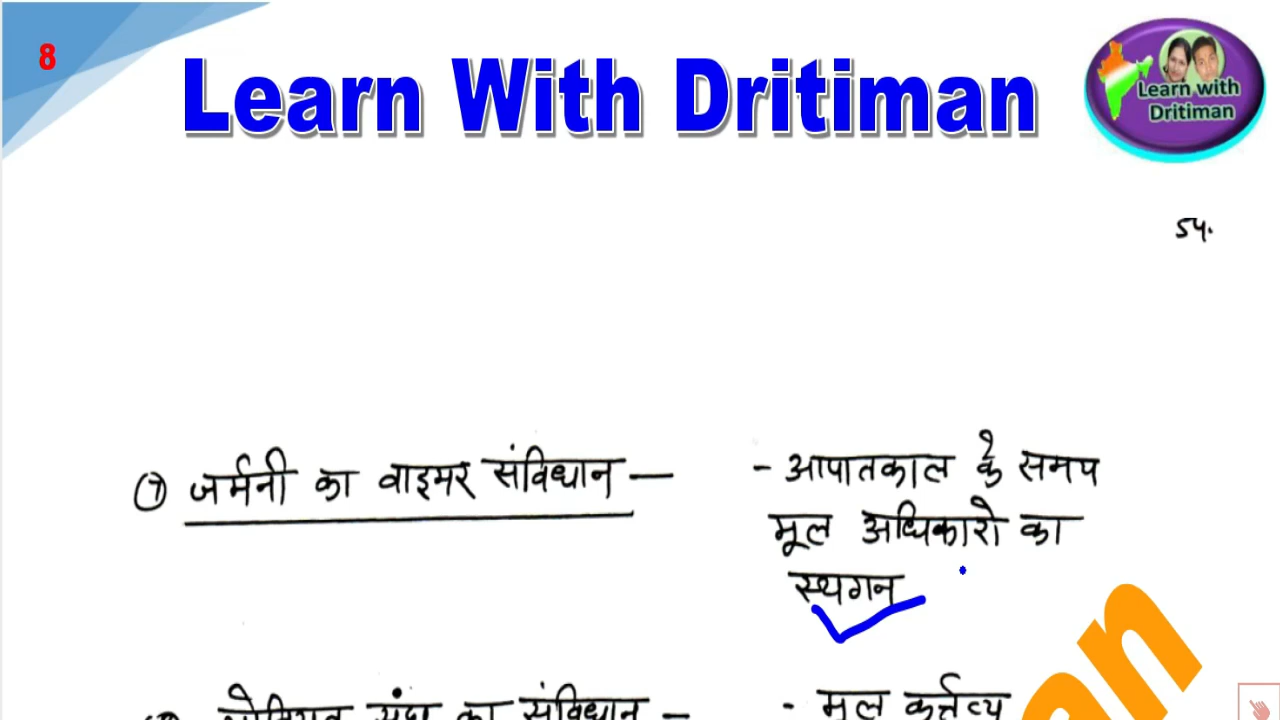 8
Learn With Dritiman
Learn with
Dritiman
54.
⑦ जर्मनी का वाइमर संविधान — - आपातकाल के समय
मूल अधिकारो का
स्थगन
संघ का संविधान — - मूल कर्त्तव्य
an